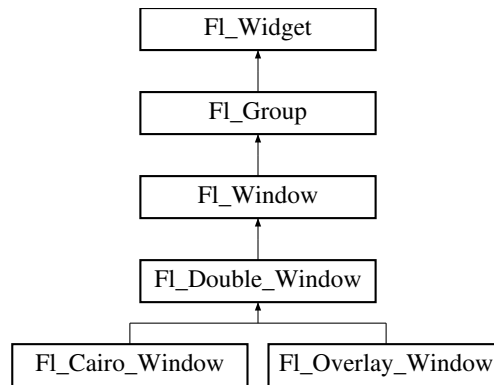 Fl_Widget
Fl_Group
Fl_Window
Fl_Double_Window
Fl_Cairo_Window
Fl_Overlay_Window